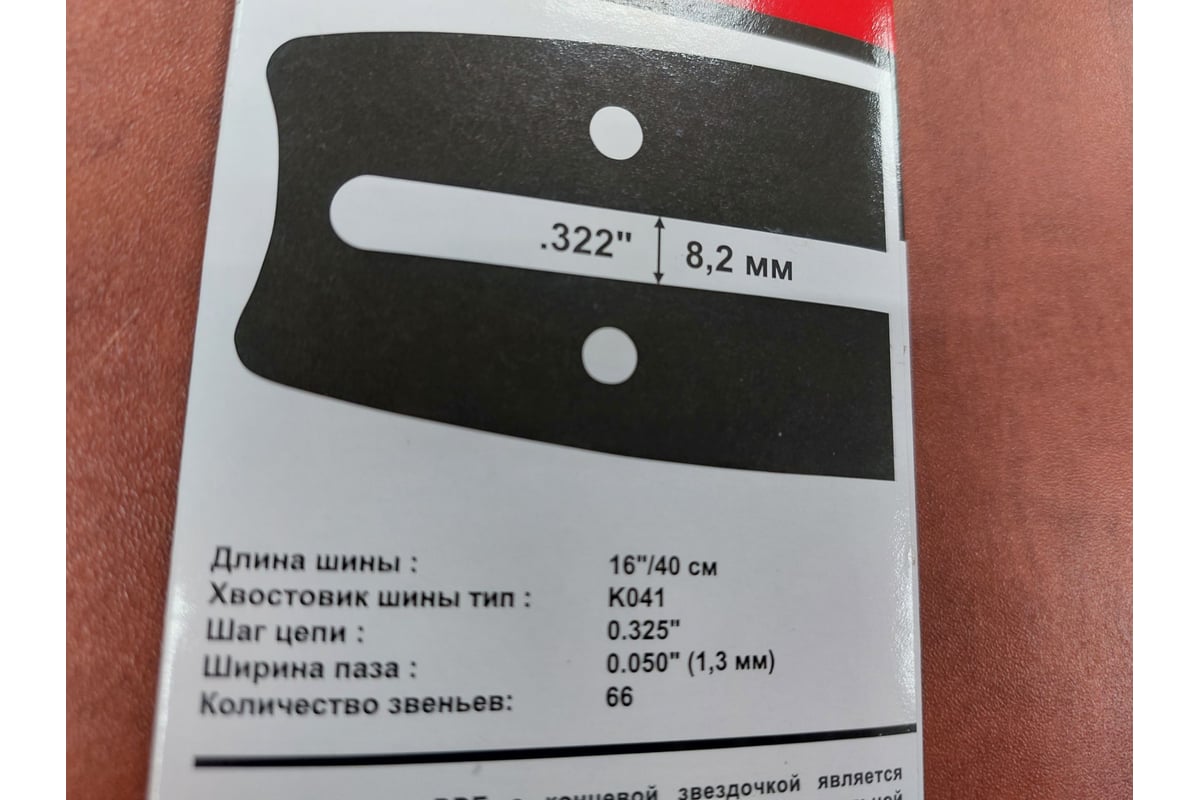 .322" 8,2 мм
Длина шины : 16"/40 см
Хвостовик шины тип : K041
Шаг цепи : 0.325"
Ширина паза : 0.050" (1,3 мм)
Количество звеньев: 66
концевой звездочкой является